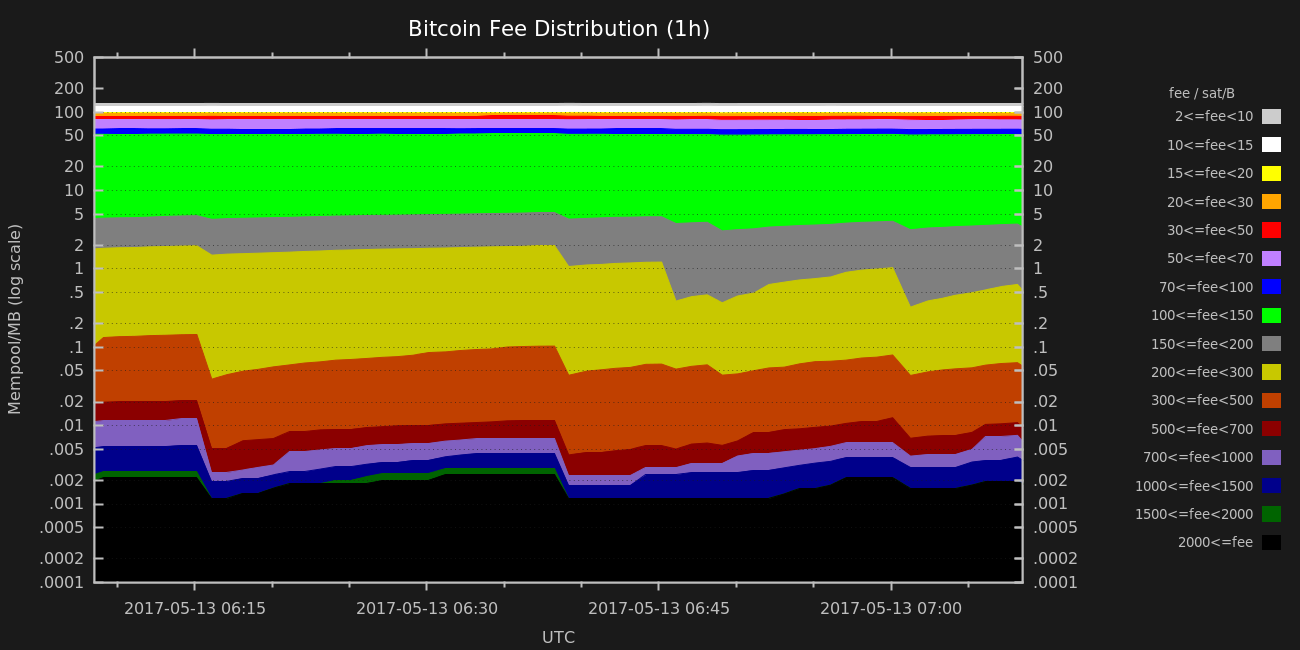 Bitcoin Fee Distribution (1h)
500
200
100
50
20
10
5
2
1
.5
.2
.1
.05
.02
.01
.005
.002
.001
.0005
.0002
.0001
Mempool/MB (log scale)
500
200
100
50
20
10
5
2
1
.5
.2
.1
.05
.02
.01
.005
.002
.001
.0005
.0002
.0001
2017-05-13 06:15
2017-05-13 06:30
2017-05-13 06:45
2017-05-13 07:00
UTC
fee / sat/B
2<=fee<10
10<=fee<15
15<=fee<20
20<=fee<30
30<=fee<50
50<=fee<70
70<=fee<100
100<=fee<150
150<=fee<200
200<=fee<300
300<=fee<500
500<=fee<700
700<=fee<1000
1000<=fee<1500
1500<=fee<2000
2000<=fee